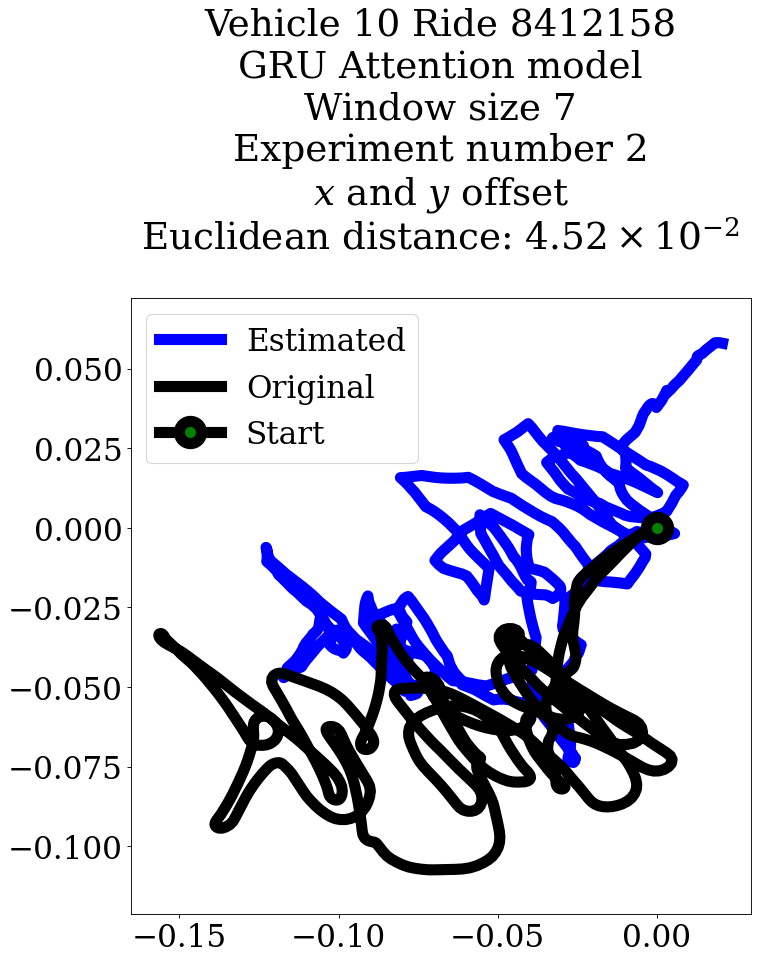 Vehicle 10 Ride 8412158
GRU Attention model
Window size 7
Experiment number 2
x and y offset
Euclidean distance: 4.52 × 10⁻²
Estimated
Original
Start
0.050
0.025
0.000
−0.025
−0.050
−0.075
−0.100
−0.15 −0.10 −0.05 0.00